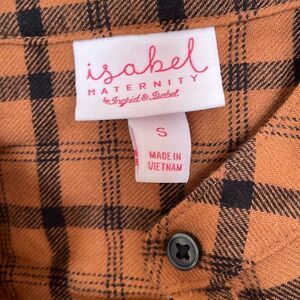 isabel
MATERNITY
by Ingrid & Isabel
S
MADE IN
VIETNAM